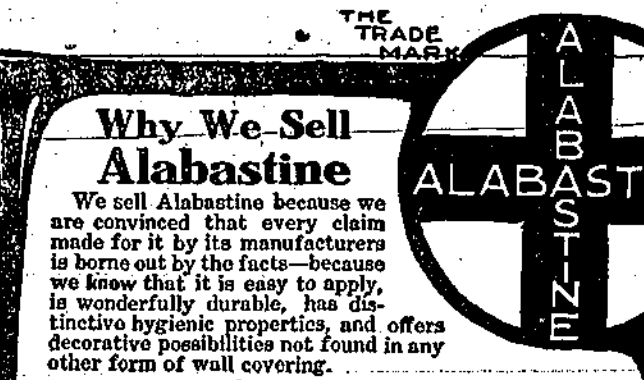 THE
TRADE
MARK
Why We Sell
Alabastine
We sell Alabastine because we
are convinced that every claim
made for it by its manufacturers
is borne out by the facts—because
we know that it is easy to apply,
is wonderfully durable, has dis-
tinctive hygienic properties, and offers
decorative possibilities not found in any
other form of wall covering.
ALABASTINE
ALABAST